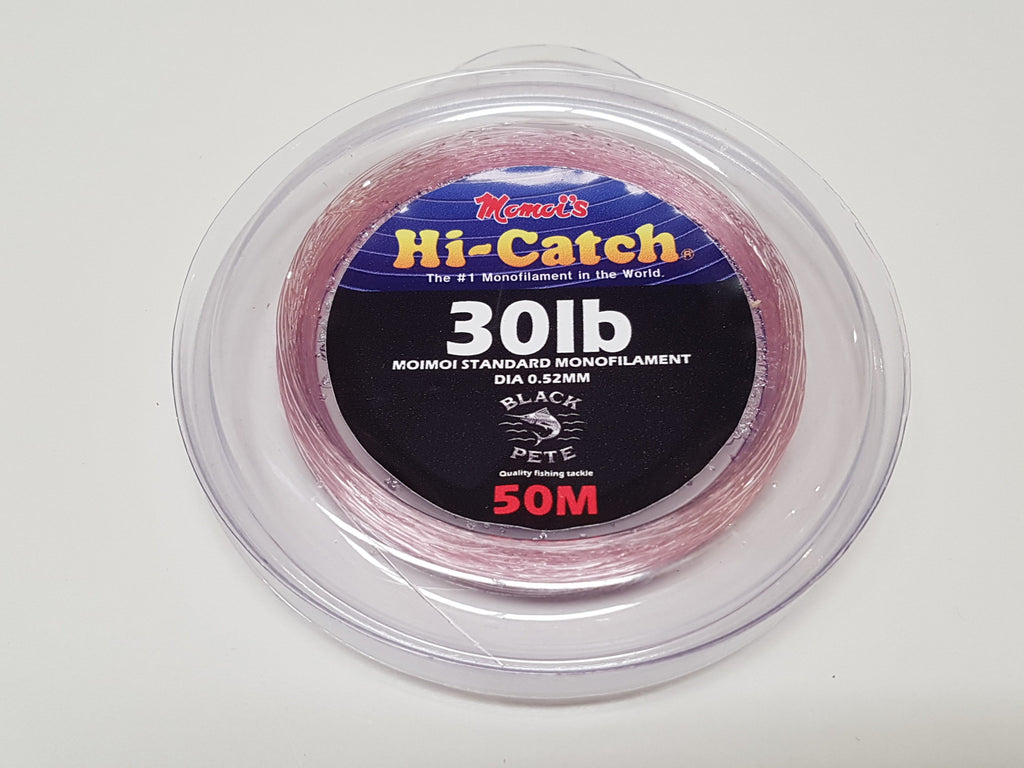 Momoi's
Hi-Catch®
The #1 Monofilament in the World.
30lb
MOIMOI STANDARD MONOFILAMENT
DIA 0.52MM
BLACK
PETE
Quality fishing tackle
50M